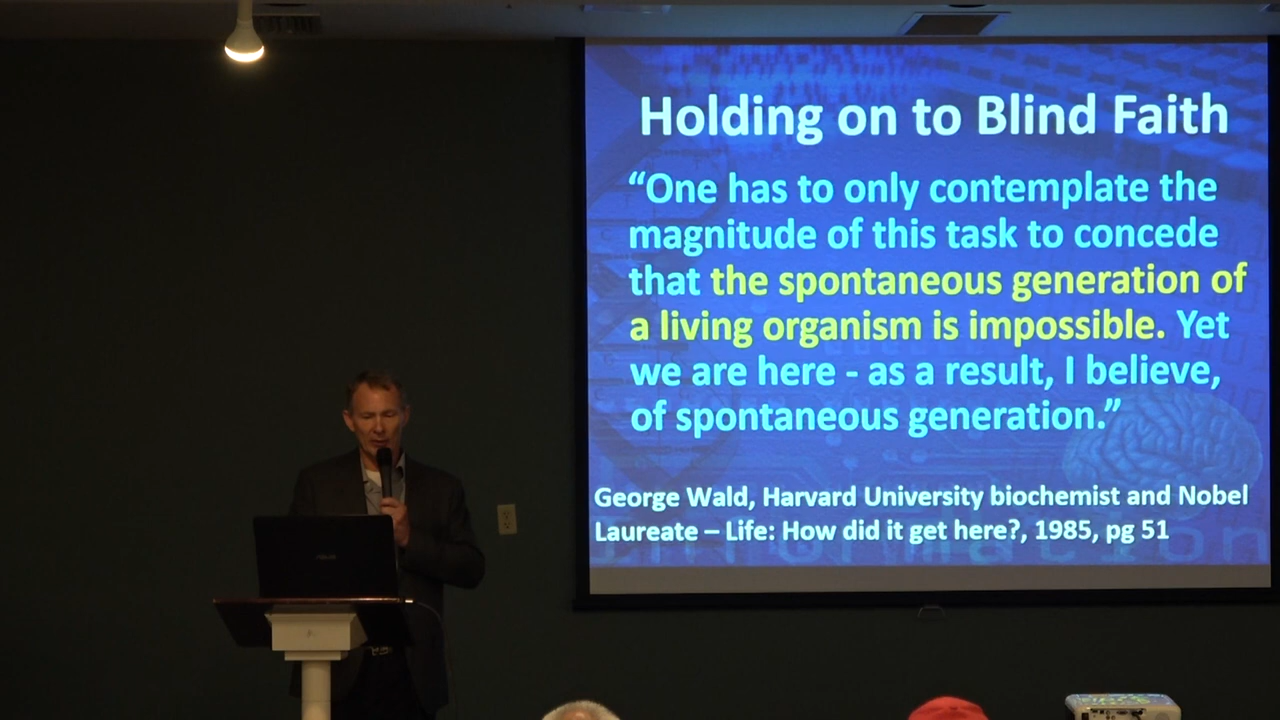 Holding on to Blind Faith
“One has to only contemplate the
magnitude of this task to concede
that the spontaneous generation of
a living organism is impossible. Yet
we are here - as a result, I believe,
of spontaneous generation.”
George Wald, Harvard University biochemist and Nobel
Laureate – Life: How did it get here?, 1985, pg 51
information